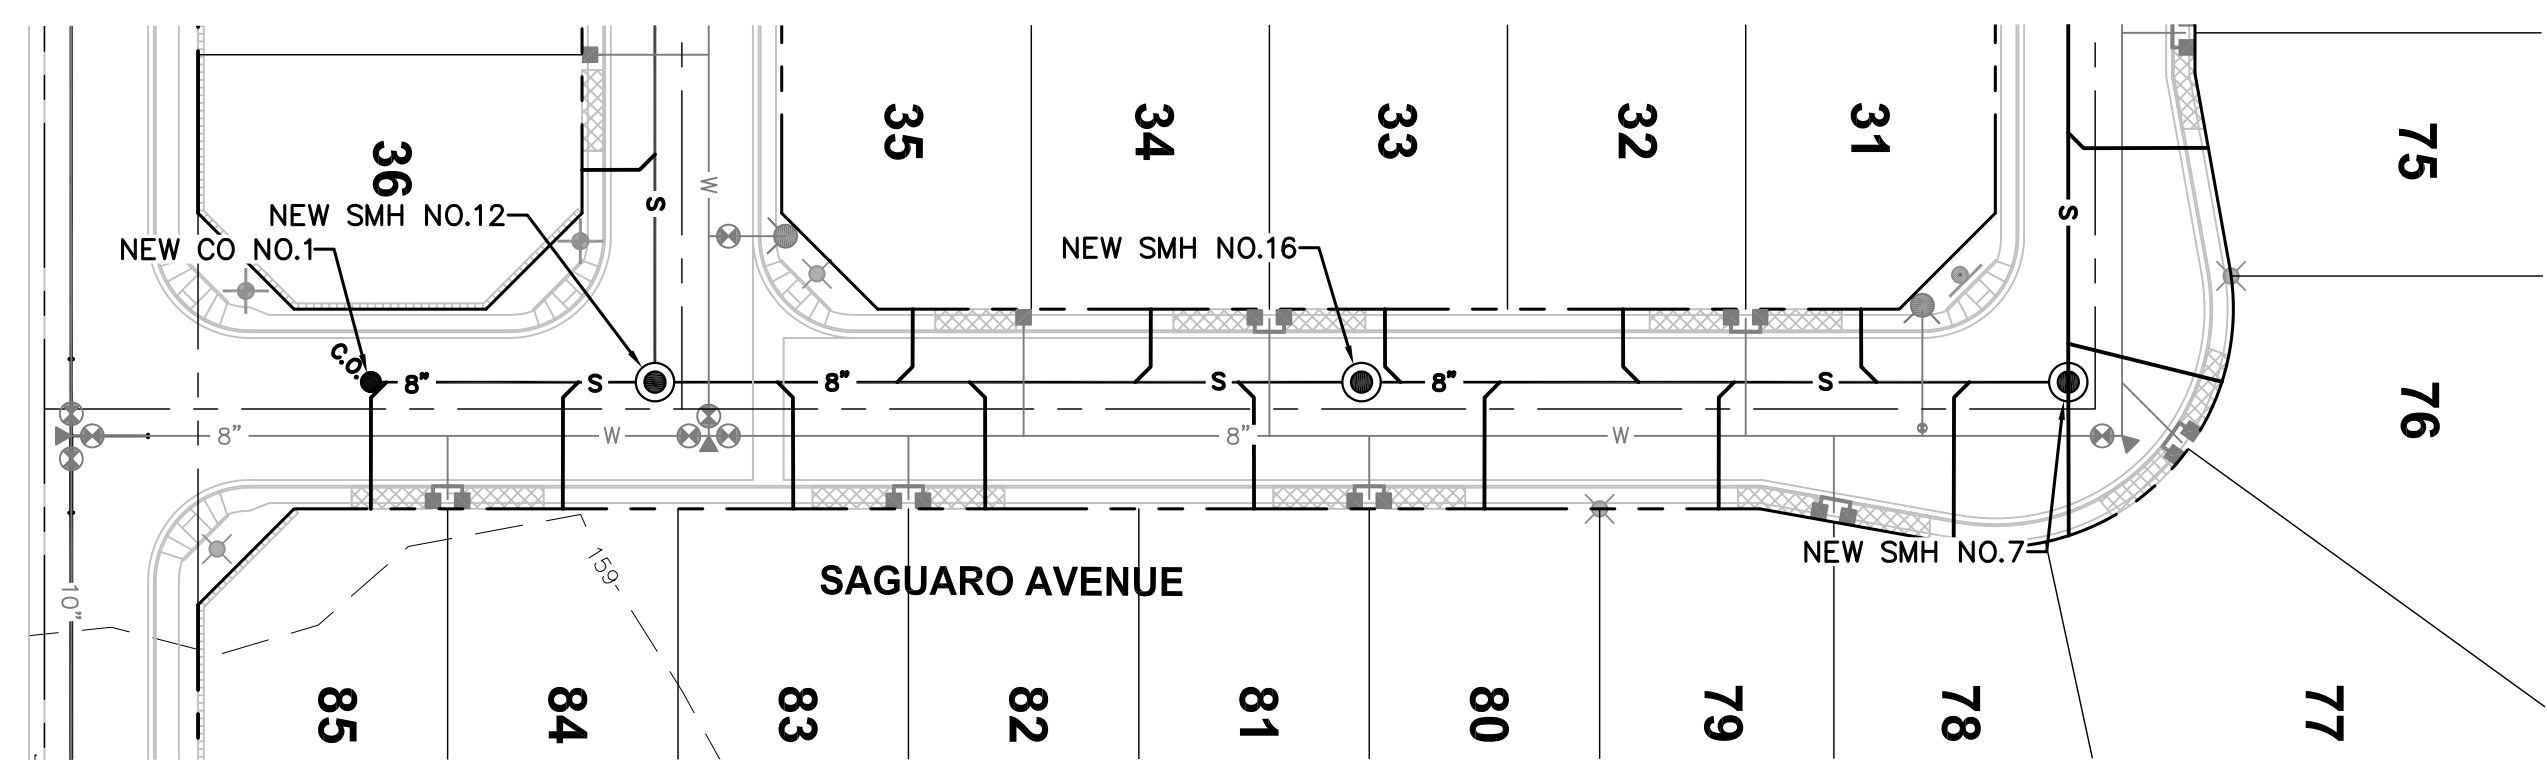 35
34
33
32
31
75
36
W
S
S
NEW SMH NO.12
NEW CO NO.1
NEW SMH NO.16
C.O.
8"
S
8"
S
8"
S
76
8"
W
8"
W
NEW SMH NO.7
159-
SAGUARO AVENUE
10"
85
84
83
82
81
80
79
78
77